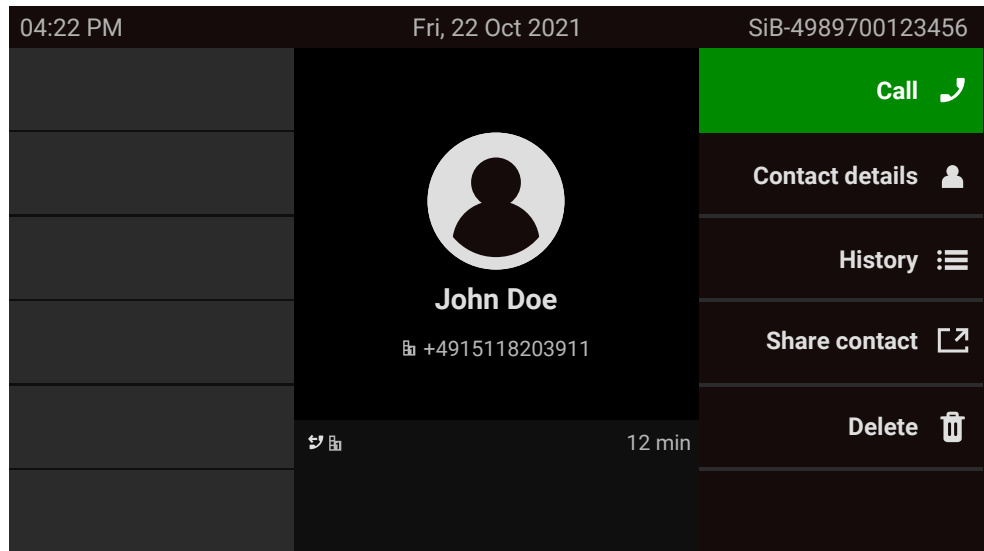 04:22 PM
Fri, 22 Oct 2021
SiB-4989700123456
Call
Contact details
History
Share contact
Delete
John Doe
+4915118203911
12 min